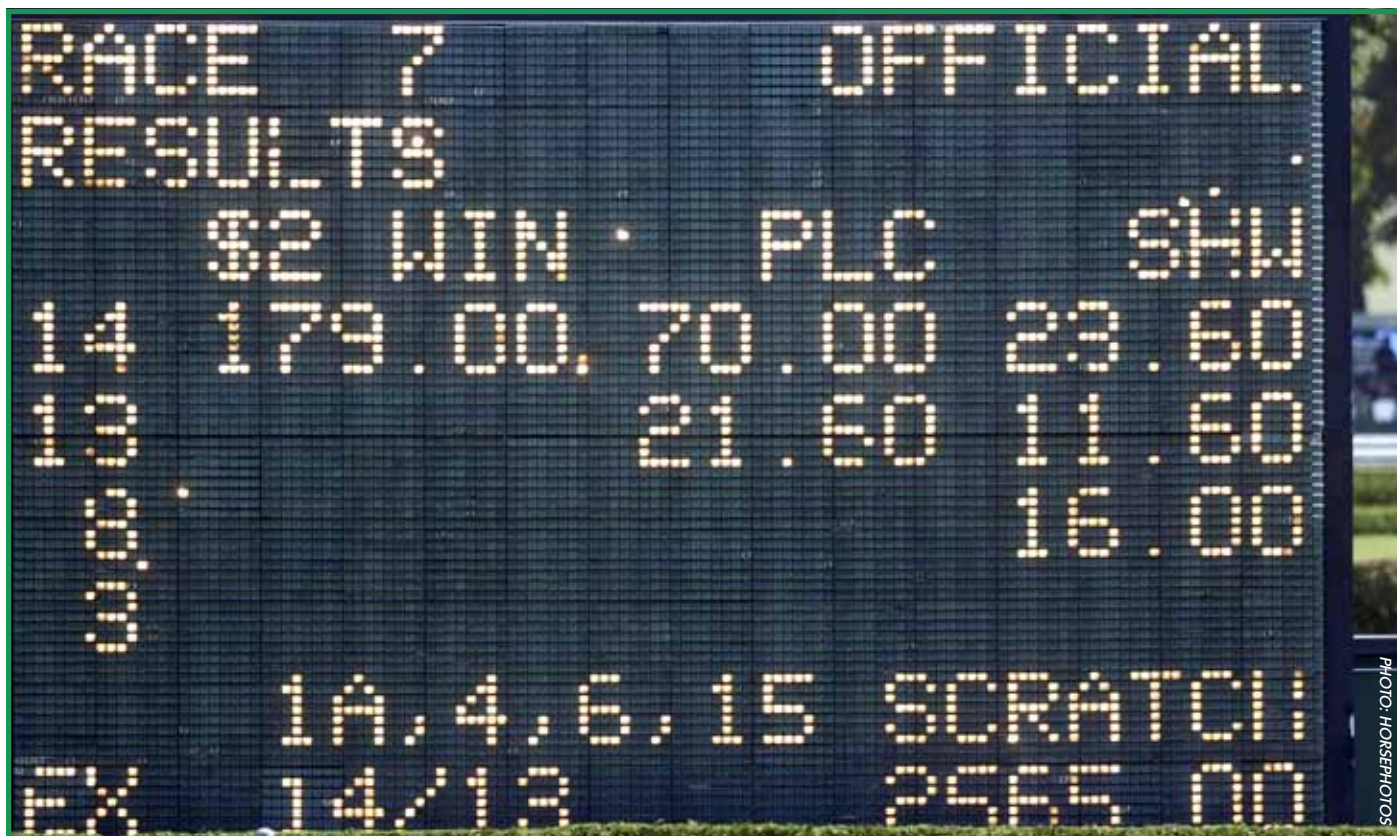 RACE 7 OFFICIAL
RESULTS
$2 WIN PLC SHW
14 179.00 70.00 23.60
13 21.60 11.60
8 16.00
3
1A,4,6,15 SCRATCH
EX 14/13 2565.00
PHOTO: HORSEPHOTOS